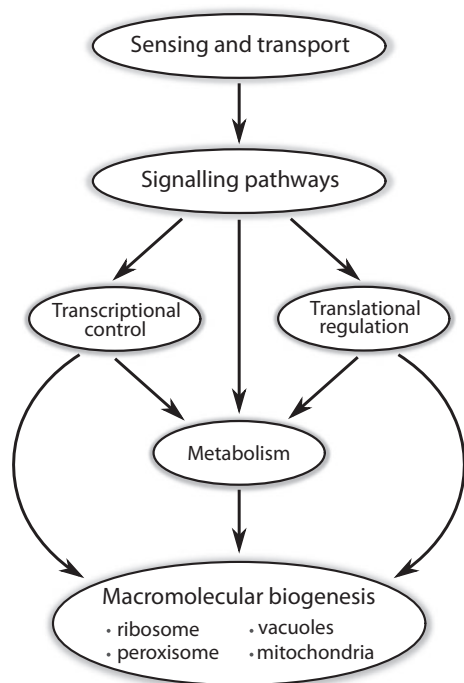 Sensing and transport
Signalling pathways
Transcriptional
control
Translational
regulation
Metabolism
Macromolecular biogenesis
· ribosome · vacuoles
· peroxisome · mitochondria